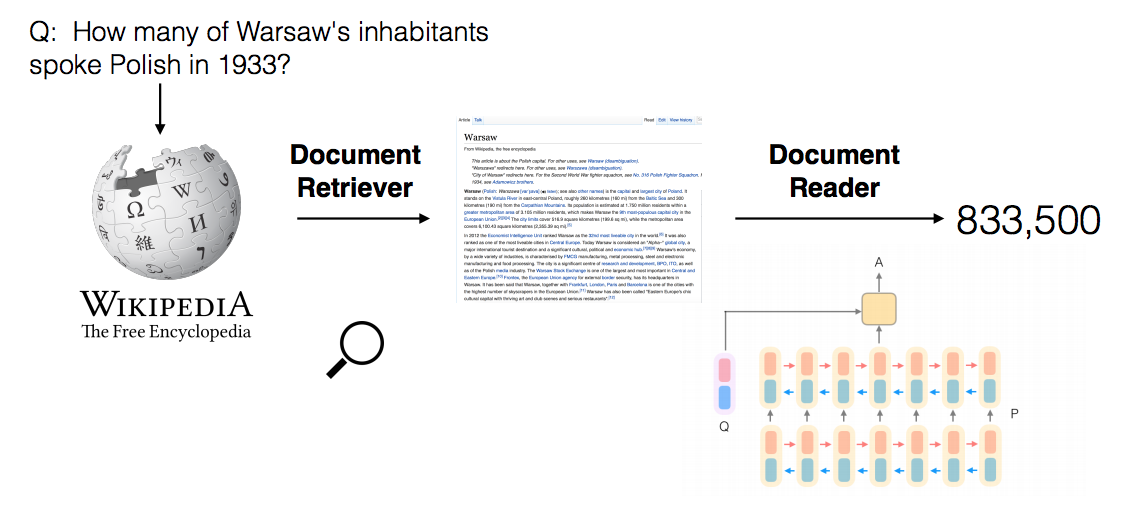 Q: How many of Warsaw's inhabitants
spoke Polish in 1933?
Ω
W
И
維
ウィ
7
WIKIPEDIA
The Free Encyclopedia
Document
Retriever
Article Talk
Read Edit View history
Warsaw
From Wikipedia, the free encyclopedia
This article is about the Polish capital. For other uses, see Warsaw (disambiguation).
"Warszawa" redirects here. For other uses, see Warszawa (disambiguation).
"City of Warsaw" redirects here. For the Second World War fighter squadron, see No. 316 Polish Fighter Squadron.
1934, see Adamowicz brothers.
Warsaw (Polish: Warszawa see also other names) is the capital and largest city of Poland. It
stands on the Vistula River in east-central Poland, roughly 260 kilometres (160 mi) from the Baltic Sea and 300
kilometres (190 mi) from the Carpathian Mountains. Its population is estimated at 1.750 million residents within a
greater metropolitan area of 3.105 million residents, which makes Warsaw the 9th most-populous capital city in the
European Union. The city limits cover 516.9 square kilometres (199.6 sq mi), while the metropolitan area
covers 6,100.43 square kilometres (2,355.39 sq mi).
In 2012 the Economist Intelligence Unit ranked Warsaw as the 32nd most liveable city in the world. It was also
ranked as one of the most liveable cities in Central Europe. Today Warsaw is considered an "Alpha–" global city, a
major international tourist destination and a significant cultural, political and economic hub. Warsaw's economy,
by a wide variety of industries, is characterised by FMCG manufacturing, metal processing, steel and electronic
manufacturing and food processing. The city is a significant centre of research and development, BPO, ITO, as well
as of the Polish media industry. The Warsaw Stock Exchange is one of the largest and most important in Central and
Eastern Europe. Frontex, the European Union agency for external border security, has its headquarters in
Warsaw. It has been said that Warsaw, together with Frankfurt, London, Paris and Barcelona is one of the cities with
the highest number of skyscrapers in the European Union. Warsaw has also been called "Eastern Europe's chic
cultural capital with thriving art and club scenes and serious restaurants".
Document
Reader
833,500
A
Q
P